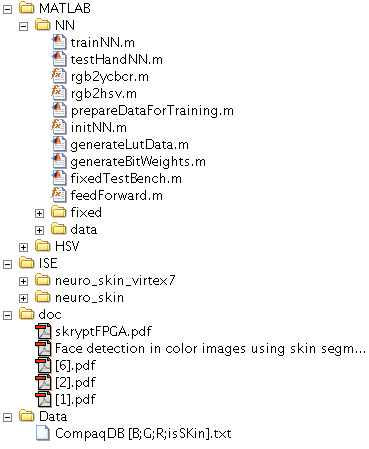 MATLAB
NN
trainNN.m
testHandNN.m
rgb2ycbcr.m
rgb2hsv.m
prepareDataForTraining.m
initNN.m
generateLutData.m
generateBitWeights.m
fixedTestBench.m
feedForward.m
fixed
data
HSV
ISE
neuro_skin_virtex7
neuro_skin
doc
skryptFPGA.pdf
Face detection in color images using skin segm...
[6].pdf
[2].pdf
[1].pdf
Data
CompaqDB [B;G;R;isSKin].txt